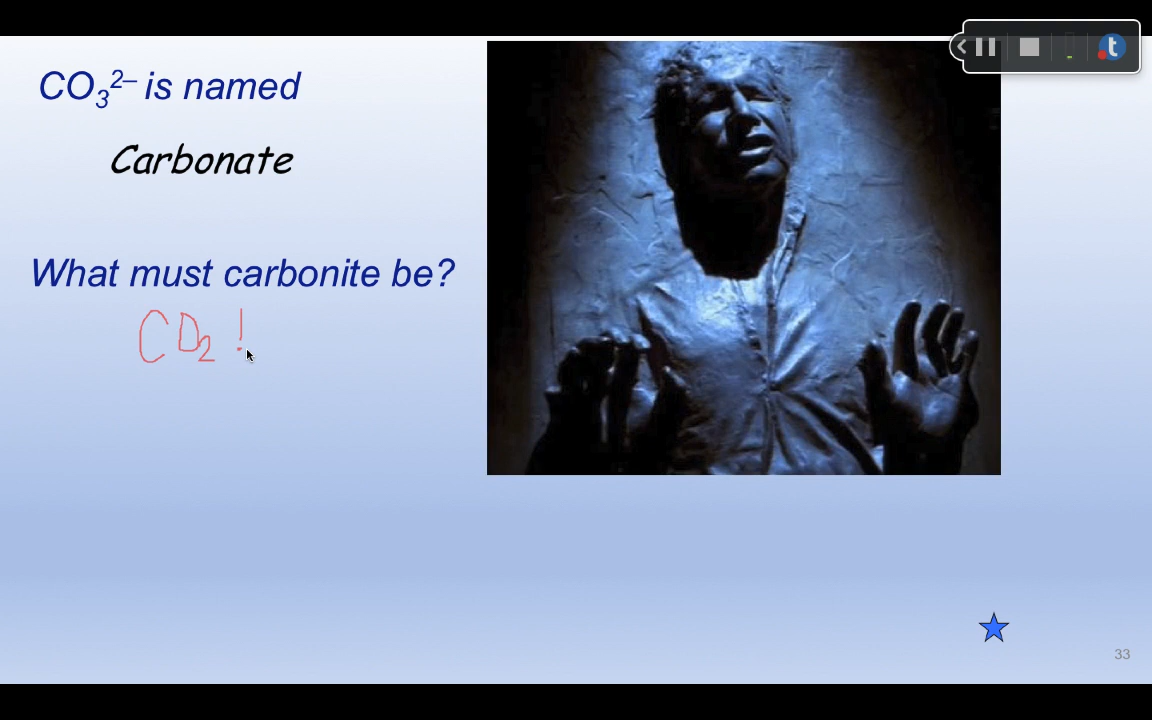 CO₃²⁻ is named
Carbonate
What must carbonite be?
CO₂!
t
33